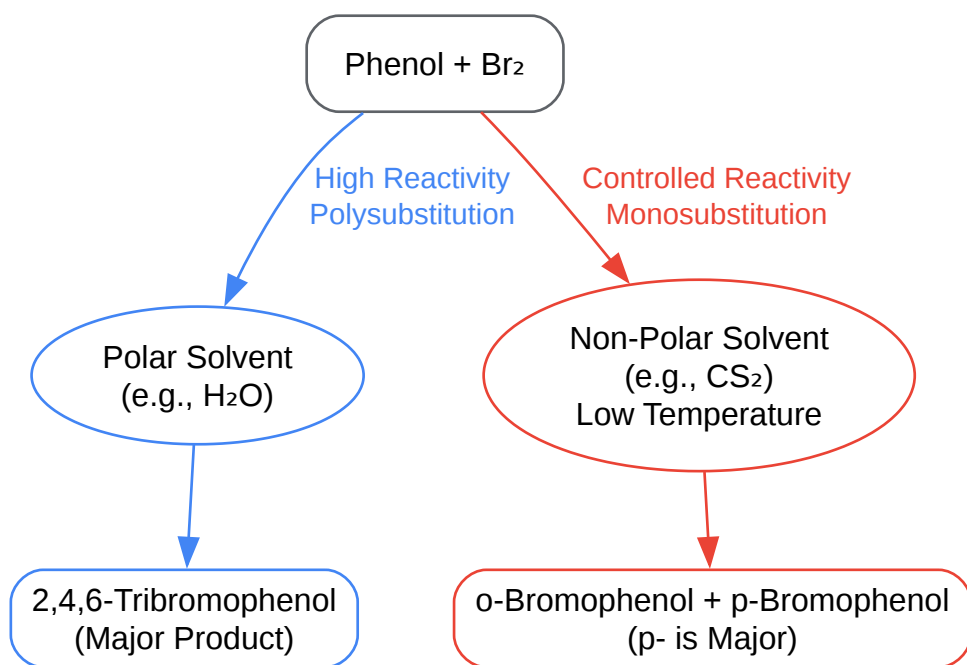 Phenol + Br₂
High Reactivity
Polysubstitution
Controlled Reactivity
Monosubstitution
Polar Solvent
(e.g., H₂O)
Non-Polar Solvent
(e.g., CS₂)
Low Temperature
2,4,6-Tribromophenol
(Major Product)
o-Bromophenol + p-Bromophenol
(p- is Major)